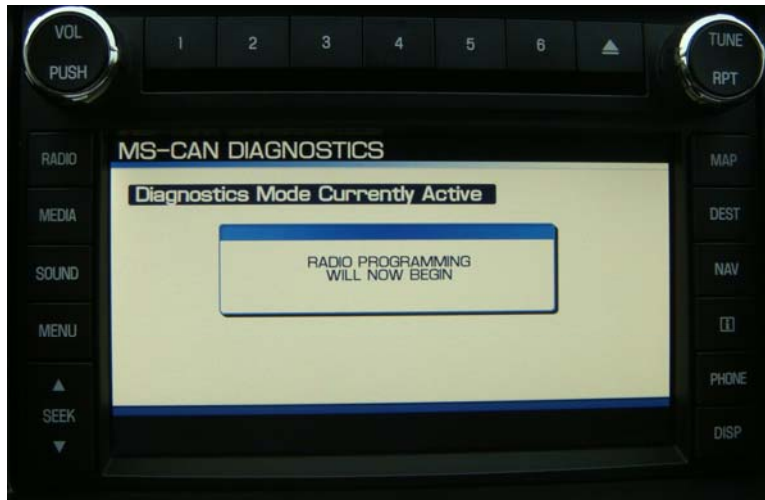 VOL
PUSH
1 2 3 4 5 6
TUNE
RPT
RADIO
MEDIA
SOUND
MENU
SEEK
MS-CAN DIAGNOSTICS
Diagnostics Mode Currently Active
RADIO PROGRAMMING
WILL NOW BEGIN
MAP
DEST
NAV
i
PHONE
DISP